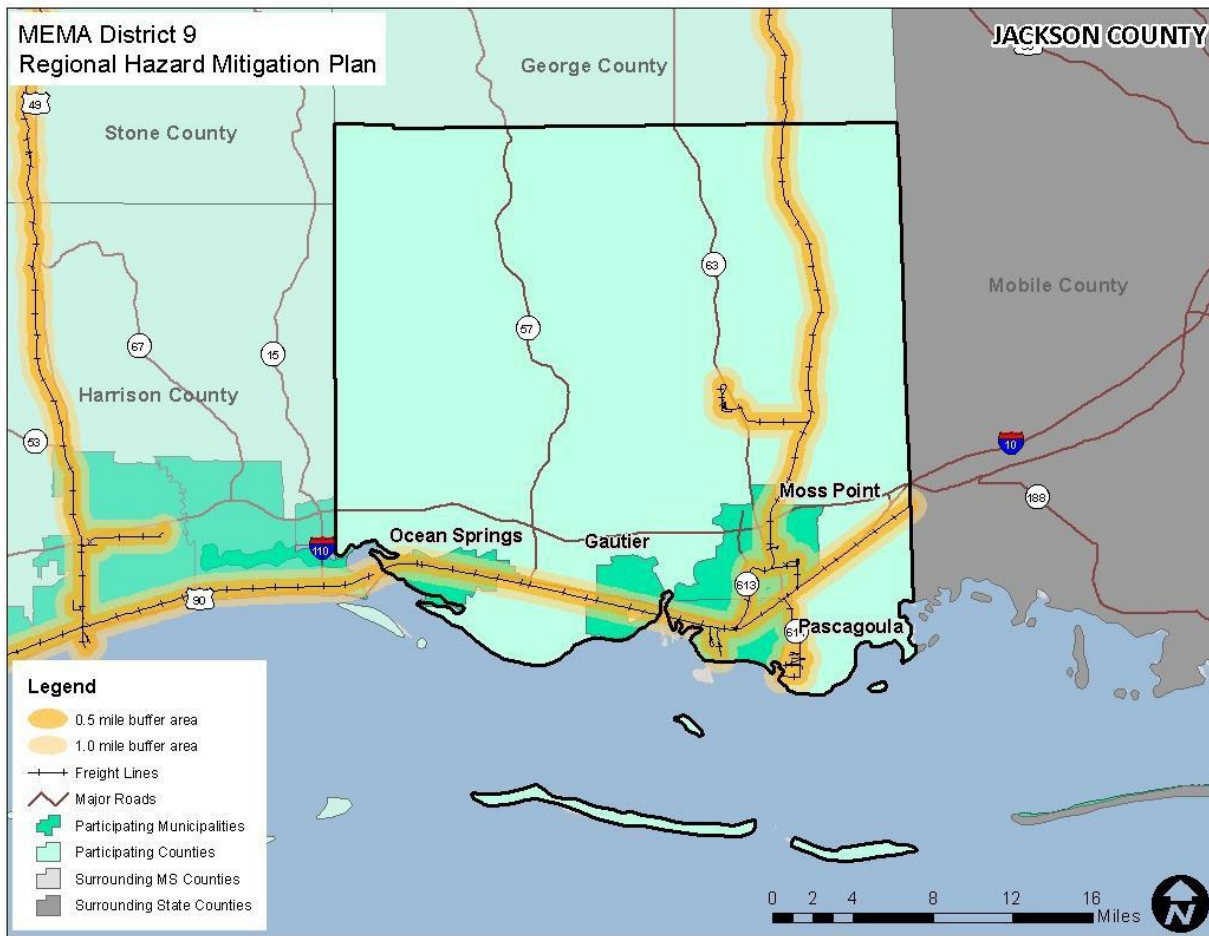 MEMA District 9
Regional Hazard Mitigation Plan
JACKSON COUNTY
George County
49
Stone County
63
Mobile County
57
67
15
Harrison County
53
10
188
Moss Point
Ocean Springs
Gautier
110
613
90
Pascagoula
Legend
0.5 mile buffer area
1.0 mile buffer area
Freight Lines
Major Roads
Participating Municipalities
Participating Counties
Surrounding MS Counties
Surrounding State Counties
0 2 4 8 12 16
Miles
N